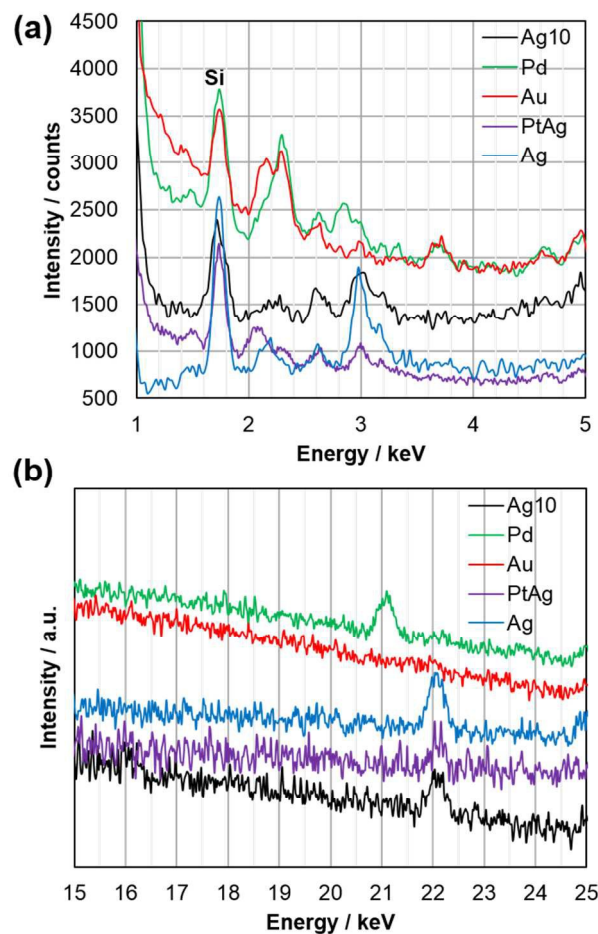 (a)
4500
4000
3500
3000
2500
2000
1500
1000
500
Intensity / counts
Si
Ag10
Pd
Au
PtAg
Ag
1 2 3 4 5
Energy / keV
(b)
Intensity / a.u.
Ag10
Pd
Au
PtAg
Ag
15 16 17 18 19 20 21 22 23 24 25
Energy / keV